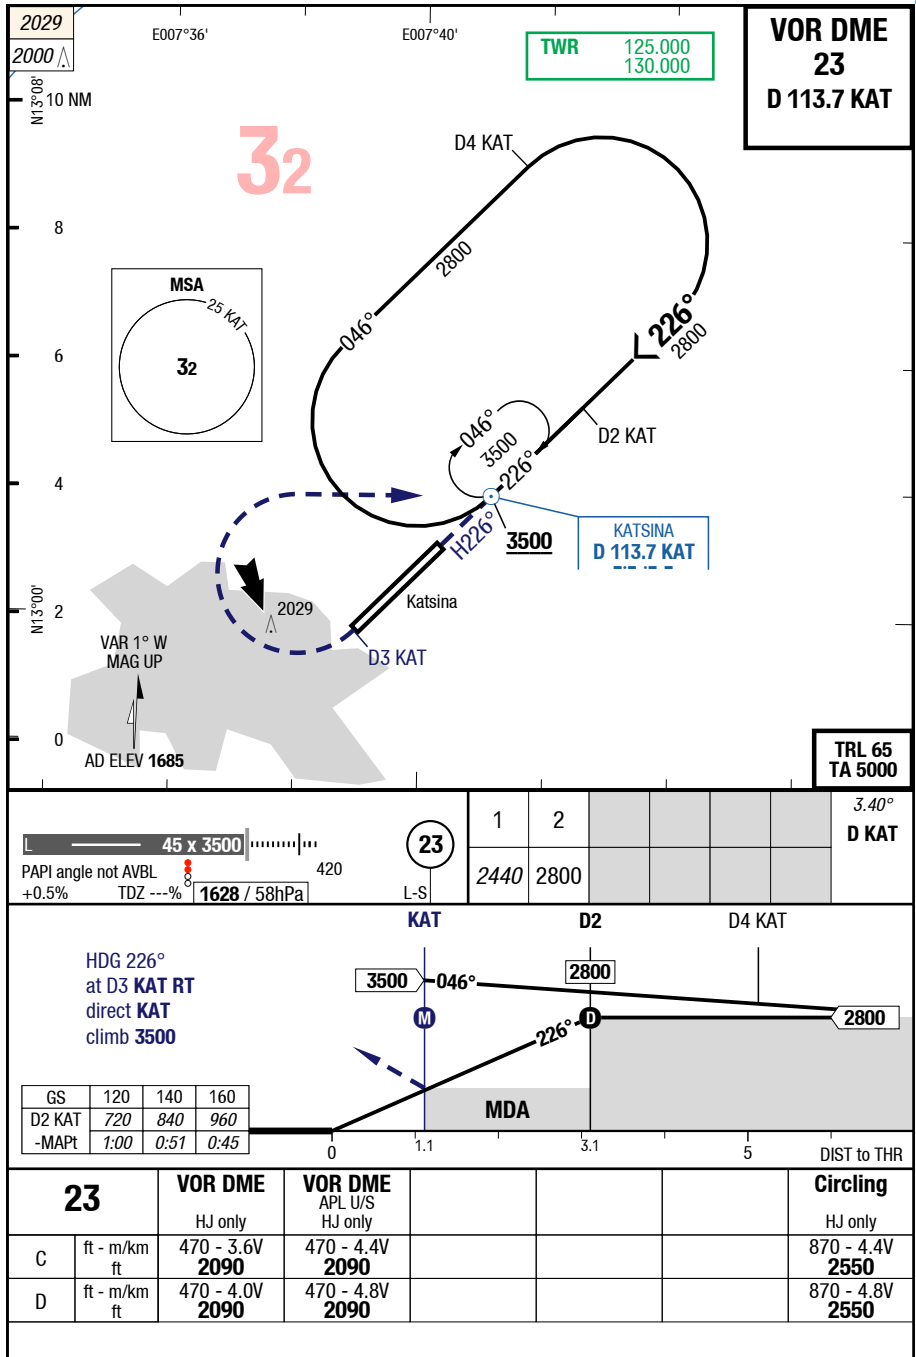 2029
2000
E007°36'
E007°40'
TWR 125.000
130.000
VOR DME
23
D 113.7 KAT
N13°08'
10 NM
32
D4 KAT
8
2800
MSA
25 KAT
32
046°
226°
2800
6
046°
3500
226°
D2 KAT
4
H226°
3500
KATSINA
D 113.7 KAT
N13°00'
2
2029
Katsina
D3 KAT
VAR 1° W
MAG UP
0
AD ELEV 1685
TRL 65
TA 5000
L 45 x 3500
420
PAPI angle not AVBL
+0.5% TDZ ---% 1628 / 58hPa
23
L-S
1 2
2440 2800
3.40°
D KAT
KAT D2 D4 KAT
HDG 226°
at D3 KAT RT
direct KAT
climb 3500
3500 046° 2800
M D 2800
226°
MDA
GS 120 140 160
D2 KAT 720 840 960
-MAPt 1:00 0:51 0:45
0 1.1 3.1 5 DIST to THR
23
VOR DME
HJ only
VOR DME
APL U/S
HJ only
Circling
HJ only
C ft - m/km 470 - 3.6V 470 - 4.4V 870 - 4.4V
ft 2090 2090 2550
D ft - m/km 470 - 4.0V 470 - 4.8V 870 - 4.8V
ft 2090 2090 2550